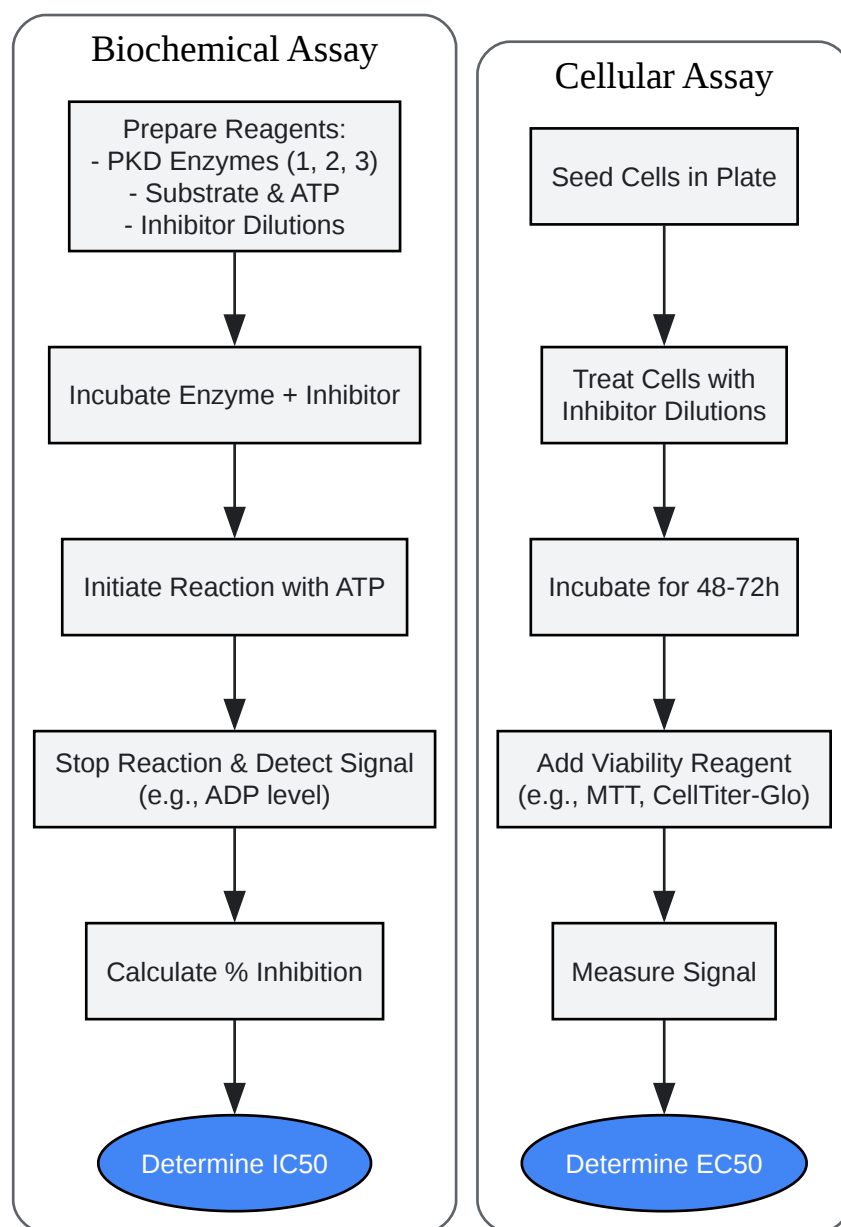 Biochemical Assay
Prepare Reagents:
- PKD Enzymes (1, 2, 3)
- Substrate & ATP
- Inhibitor Dilutions
Incubate Enzyme + Inhibitor
Initiate Reaction with ATP
Stop Reaction & Detect Signal
(e.g., ADP level)
Calculate % Inhibition
Determine IC50
Cellular Assay
Seed Cells in Plate
Treat Cells with
Inhibitor Dilutions
Incubate for 48-72h
Add Viability Reagent
(e.g., MTT, CellTiter-Glo)
Measure Signal
Determine EC50